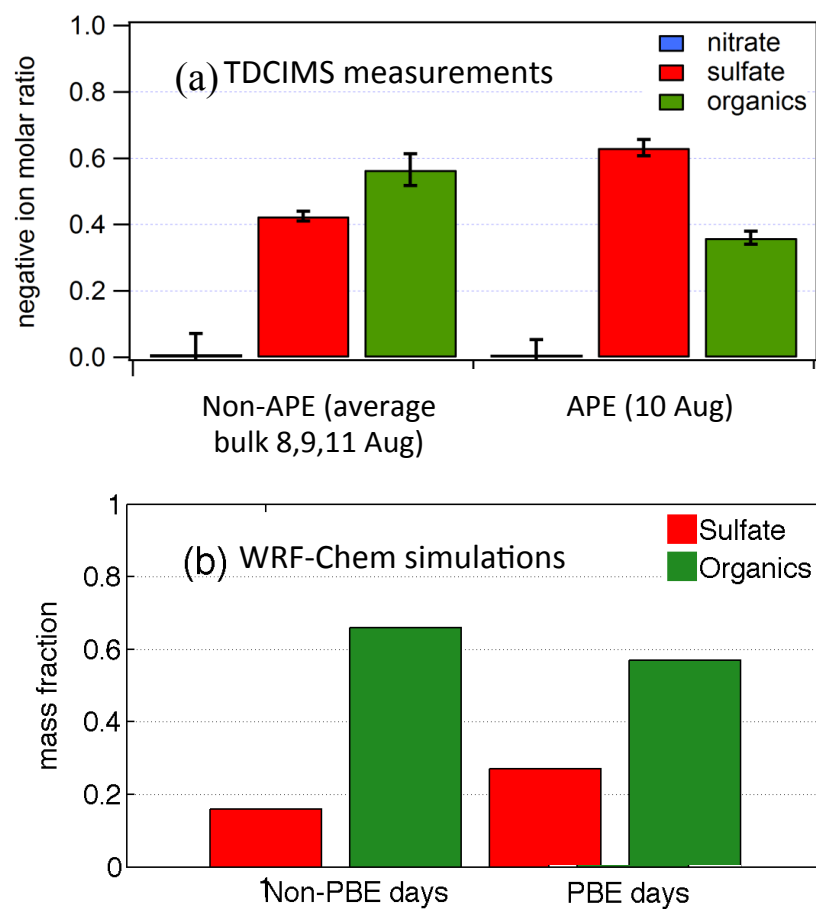 1.0
nitrate
(a) TDCIMS measurements
sulfate
0.8
organics
0.6
0.4
0.2
0.0
negative ion molar ratio
Non-APE (average
bulk 8,9,11 Aug)
APE (10 Aug)
1
Sulfate
(b) WRF-Chem simulations
Organics
0.8
0.6
0.4
0.2
0
mass fraction
1
Non-PBE days
PBE days